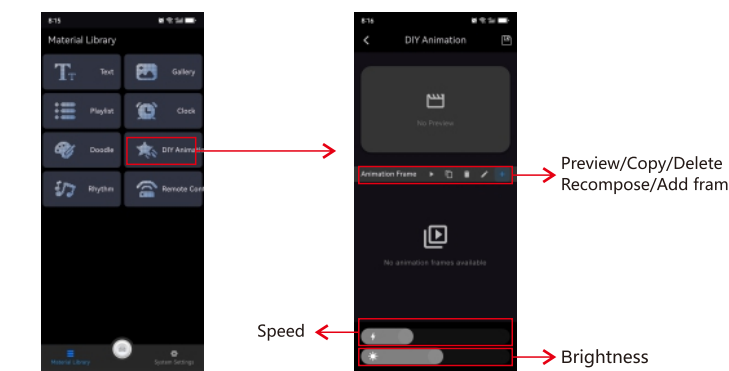 8:15
Material Library
Text
Gallery
Playlist
Clock
Doodle
DIY Animatio
Rhythm
Remote Cont
Material Library
System Settings
8:16
DIY Animation
No Preview
Animation Frame
No animation frames available
Preview/Copy/Delete
Recompose/Add fram
Speed
Brightness